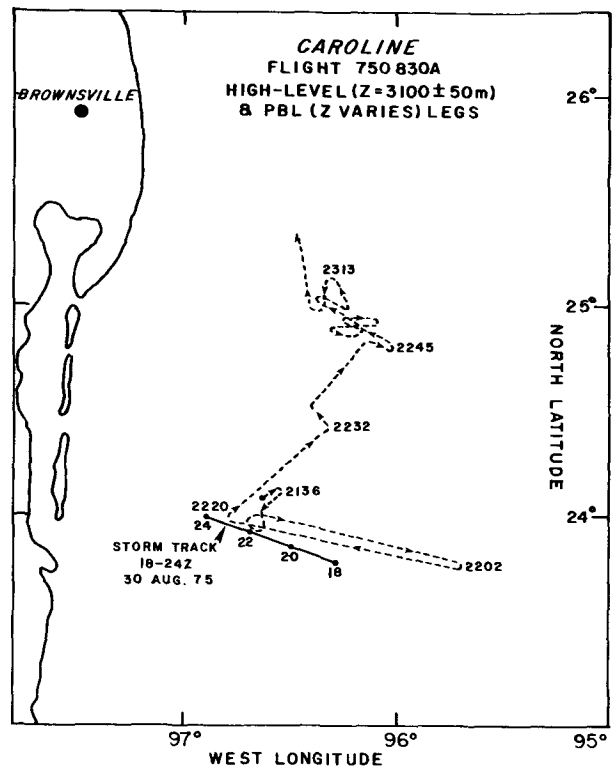 CAROLINE
FLIGHT 750830A
HIGH-LEVEL (Z=3100±50m)
& PBL (Z VARIES) LEGS
BROWNSVILLE
26°
2313
25°
2245
NORTH LATITUDE
2232
2136
2220
24
24°
22
STORM TRACK
18-24Z
30 AUG. 75
20
18
2202
97°
96°
95°
WEST LONGITUDE